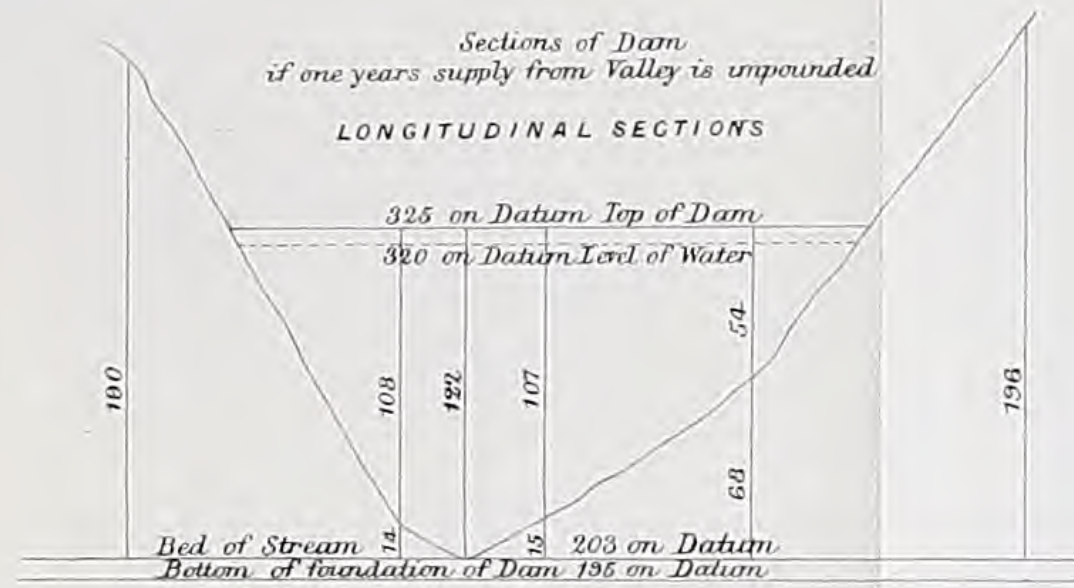 Sections of Dam
if one years supply from Valley is impounded
LONGITUDINAL SECTIONS
325 on Datum Top of Dam
320 on Datum Level of Water
54
108
122
107
196
68
Bed of Stream 14 15 203 on Datum
Bottom of foundation of Dam 195 on Datum